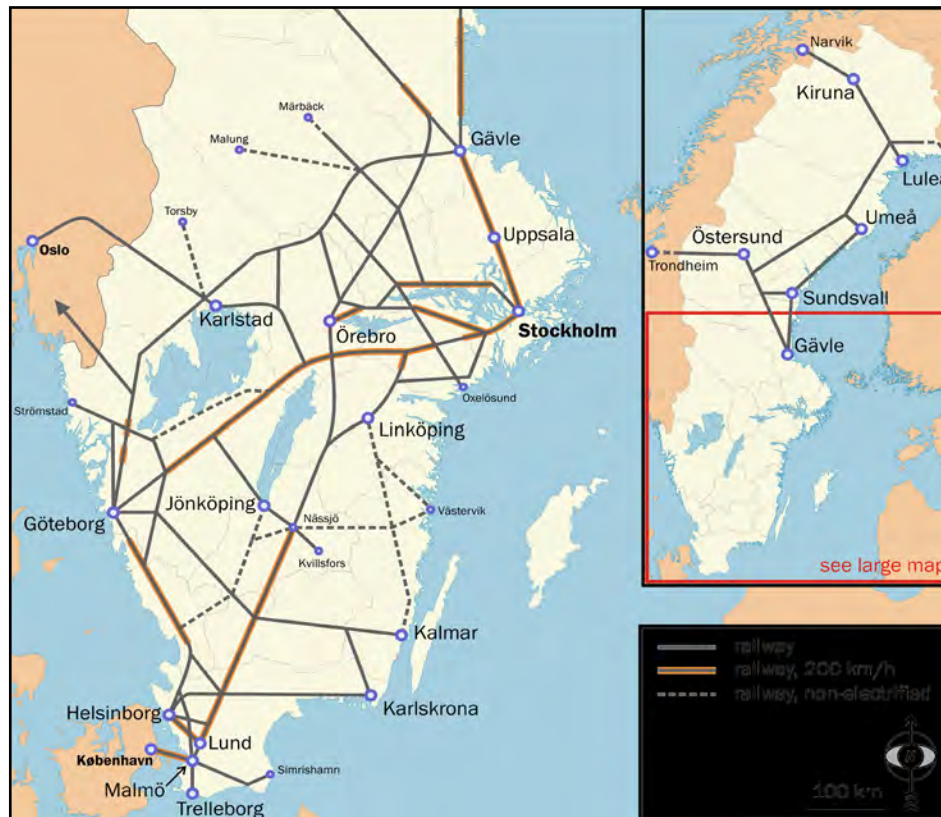 Märbäck
Malung
Gävle
Torsby
Oslo
Uppsala
Karlstad
Örebro
Stockholm
Strömstad
Oxelösund
Linköping
Jönköping
Göteborg
Nässjö
Västervik
Kvillsfors
Kalmar
Karlskrona
Helsinborg
Lund
København
Simrishamn
Malmö
Trelleborg
Narvik
Kiruna
Luleå
Umeå
Östersund
Trondheim
Sundsvall
Gävle
see large map
railway
railway, 200 km/h
railway, non-electrified
N
100 km